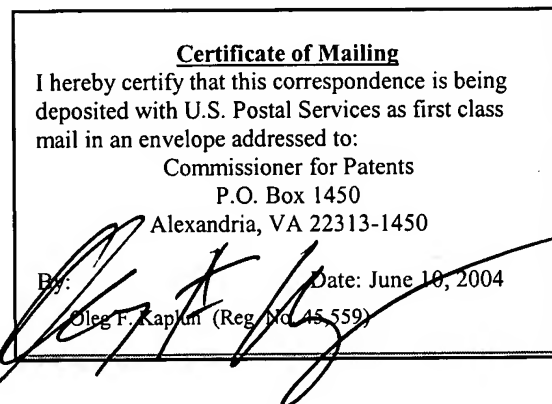 Certificate of Mailing
I hereby certify that this correspondence is being
deposited with U.S. Postal Services as first class
mail in an envelope addressed to:
Commissioner for Patents
P.O. Box 1450
Alexandria, VA 22313-1450
By: Date: June 10, 2004
Oleg F. Kaplun (Reg. No. 45,559)